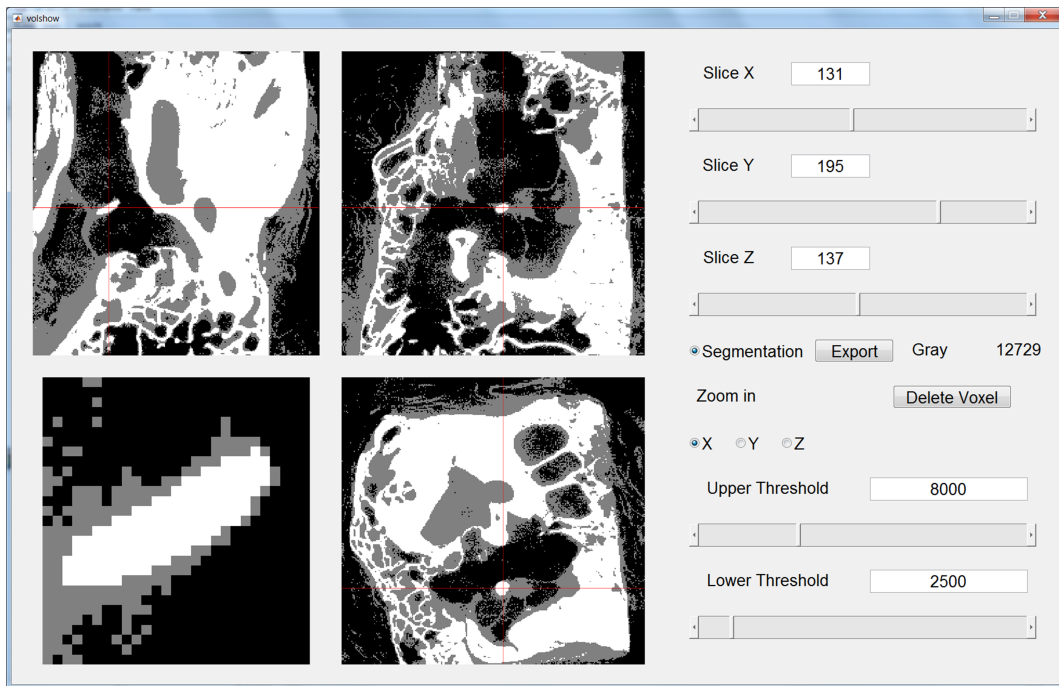 volshow
Slice X 131
Slice Y 195
Slice Z 137
Segmentation Export Gray 12729
Zoom in Delete Voxel
X Y Z
Upper Threshold 8000
Lower Threshold 2500